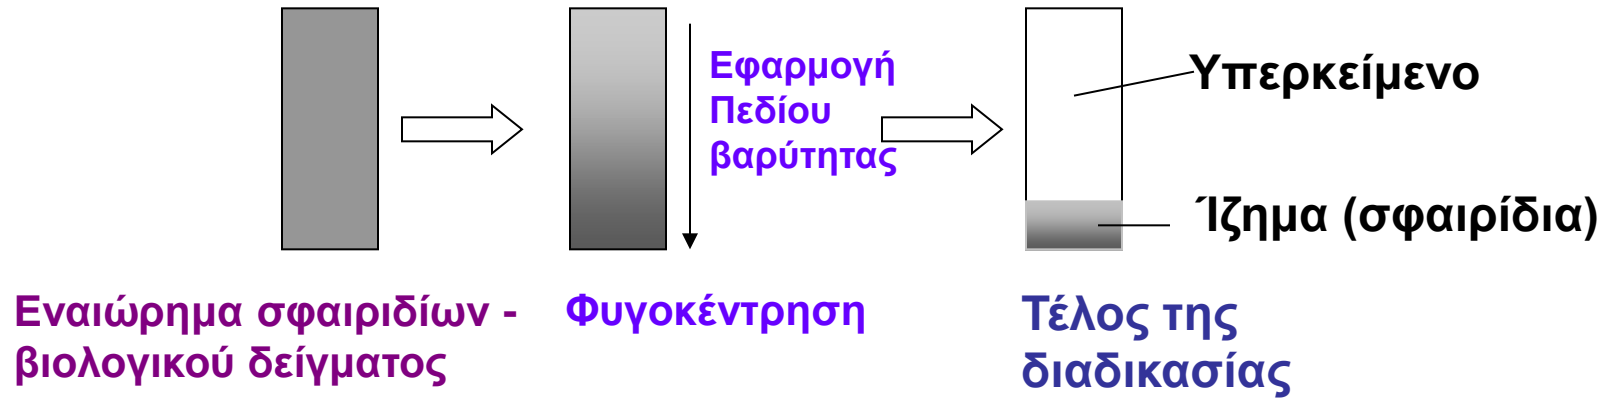 Εφαρμογή
Πεδίου
βαρύτητας
Υπερκείμενο
Ίζημα (σφαιρίδια)
Εναιώρημα σφαιριδίων -
βιολογικού δείγματος
Φυγοκέντρηση
Τέλος της
διαδικασίας